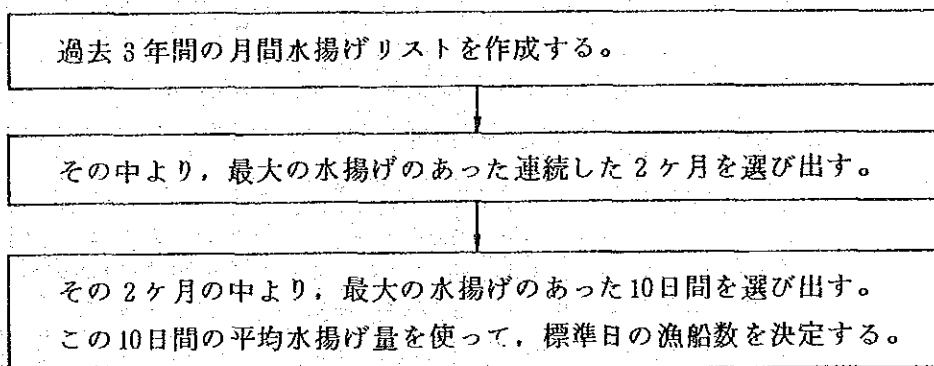 過去3年間の月間水揚げリストを作成する。
その中より，最大の水揚げのあった連続した2ケ月を選び出す。
その2ケ月の中より，最大の水揚げのあった10日間を選び出す。
この10日間の平均水揚げ量を使って，標準日の漁船数を決定する。